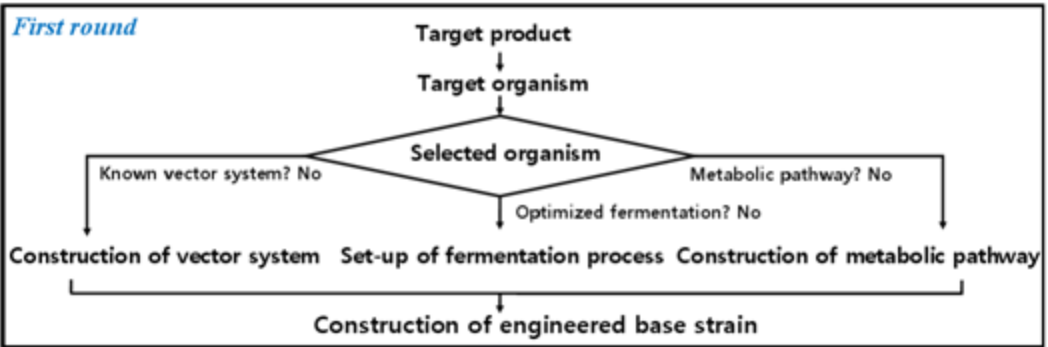 First round
Target product
Target organism
Selected organism
Known vector system? No
Metabolic pathway? No
Optimized fermentation? No
Construction of vector system
Set-up of fermentation process
Construction of metabolic pathway
Construction of engineered base strain